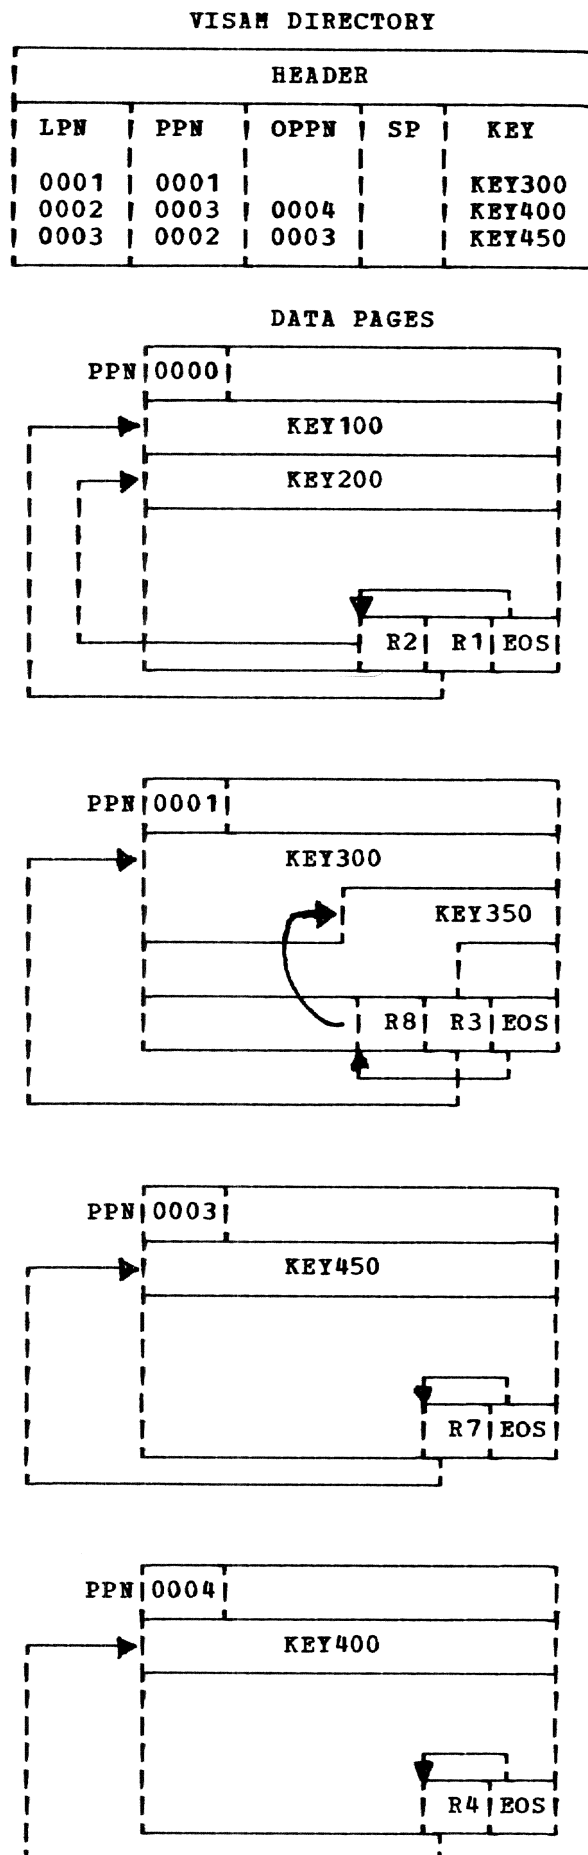 VISAM DIRECTORY
HEADER
LPN PPN OPPN SP KEY
0001 0001 KEY300
0002 0003 0004 KEY400
0003 0002 0003 KEY450
DATA PAGES
PPN 0000
KEY100
KEY200
R2 R1 EOS
PPN 0001
KEY300
KEY350
R8 R3 EOS
PPN 0003
KEY450
R7 EOS
PPN 0004
KEY400
R4 EOS